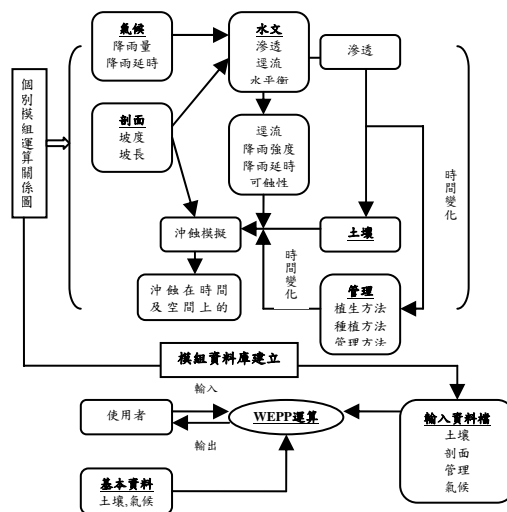 氣候
降雨量
降雨延時
水文
滲透
逕流
水平衡
滲透
個別模組運算關係圖
剖面
坡度
坡長
逕流
降雨強度
降雨延時
可蝕性
時間變化
沖蝕模擬
土壤
時間變化
沖蝕在時間
及空間上的
管理
植生方法
種植方法
管理方法
模組資料庫建立
輸入
使用者
WEPP運算
輸出
輸入資料檔
土壤
剖面
管理
氣候
基本資料
土壤,氣候